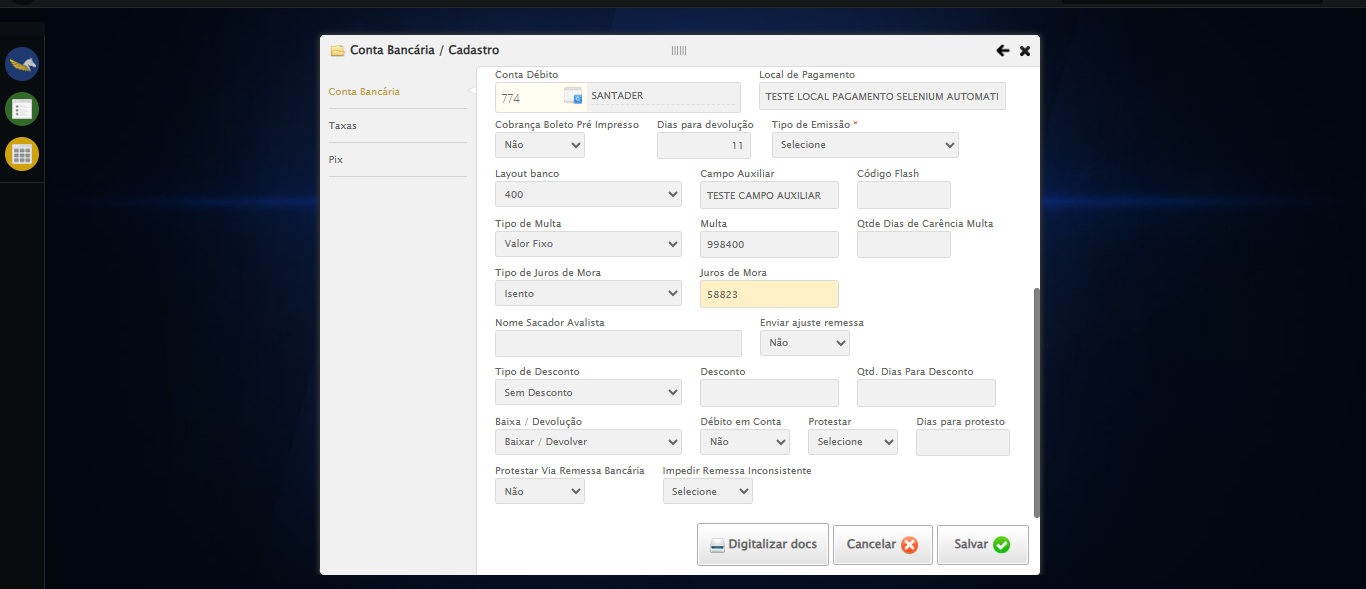 Conta Bancária / Cadastro
Conta Bancária
Taxas
Pix
Conta Débito Local de Pagamento
774 SANTADER TESTE LOCAL PAGAMENTO SELENIUM AUTOMATI
Cobrança Boleto Pré Impresso Dias para devolução Tipo de Emissão *
Não 11 Selecione
Layout banco Campo Auxiliar Código Flash
400 TESTE CAMPO AUXILIAR
Tipo de Multa Multa Qtde Dias de Carência Multa
Valor Fixo 998400
Tipo de Juros de Mora Juros de Mora
Isento 58823
Nome Sacador Avalista Enviar ajuste remessa
Não
Tipo de Desconto Desconto Qtd. Dias Para Desconto
Sem Desconto
Baixa / Devolução Débito em Conta Protestar Dias para protesto
Baixar / Devolver Não Selecione
Protestar Via Remessa Bancária Impedir Remessa Inconsistente
Não Selecione
Digitalizar docs Cancelar Salvar